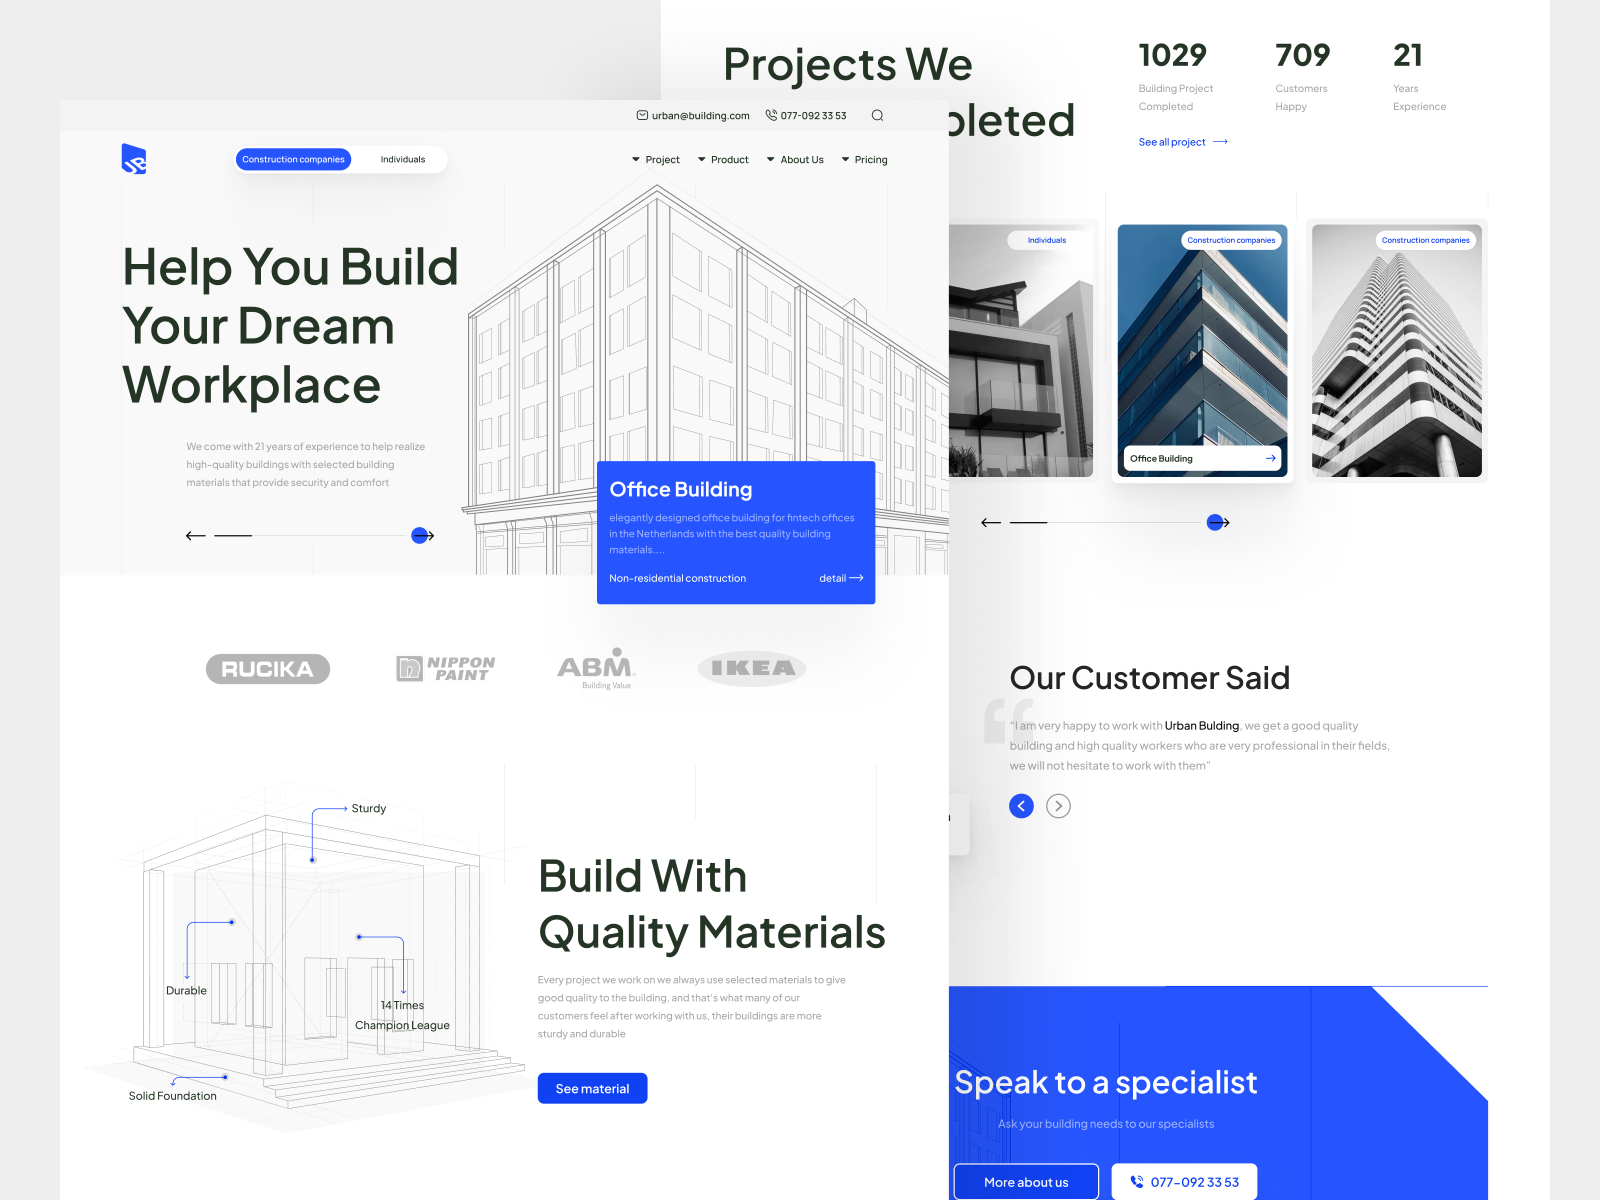 urban@building.com
077-092 33 53
Construction companies
Individuals
Project
Product
About Us
Pricing
Help You Build
Your Dream
Workplace
We come with 21 years of experience to help realize
high-quality buildings with selected building
materials that provide security and comfort
Office Building
elegantly designed office building for fintech offices
in the Netherlands with the best quality building
materials....
Non-residential construction
detail
RUCIKA
NIPPON
PAINT
ABM
Building Value
IKEA
Sturdy
Durable
14 Times
Champion League
Solid Foundation
Build With
Quality Materials
Every project we work on we always use selected materials to give
good quality to the building, and that's what many of our
customers feel after working with us, their buildings are more
sturdy and durable
See material
Projects We
pleted
1029
Building Project
Completed
709
Customers
Happy
21
Years
Experience
See all project
Individuals
Construction companies
Office Building
Construction companies
Our Customer Said
"I am very happy to work with Urban Bulding, we get a good quality
building and high quality workers who are very professional in their fields,
we will not hesitate to work with them"
Speak to a specialist
Ask your building needs to our specialists
More about us
077-092 33 53